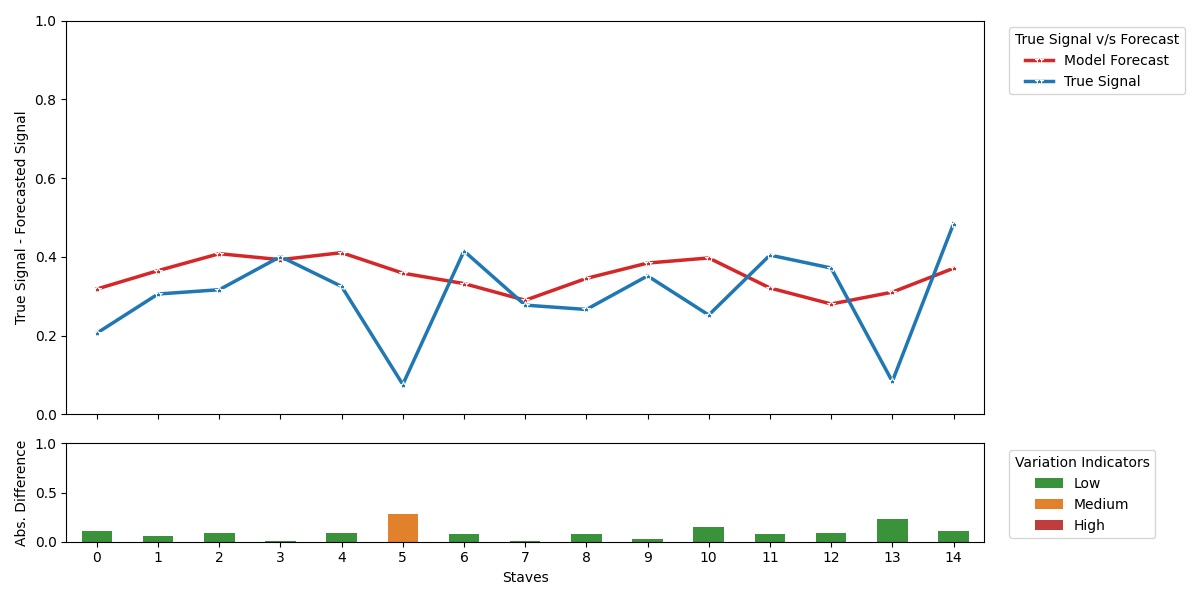 1.0
0.8
0.6
0.4
0.2
0.0
True Signal - Forecasted Signal
True Signal v/s Forecast
Model Forecast
True Signal
1.0
0.5
0.0
Abs. Difference
0 1 2 3 4 5 6 7 8 9 10 11 12 13 14
Staves
Variation Indicators
Low
Medium
High